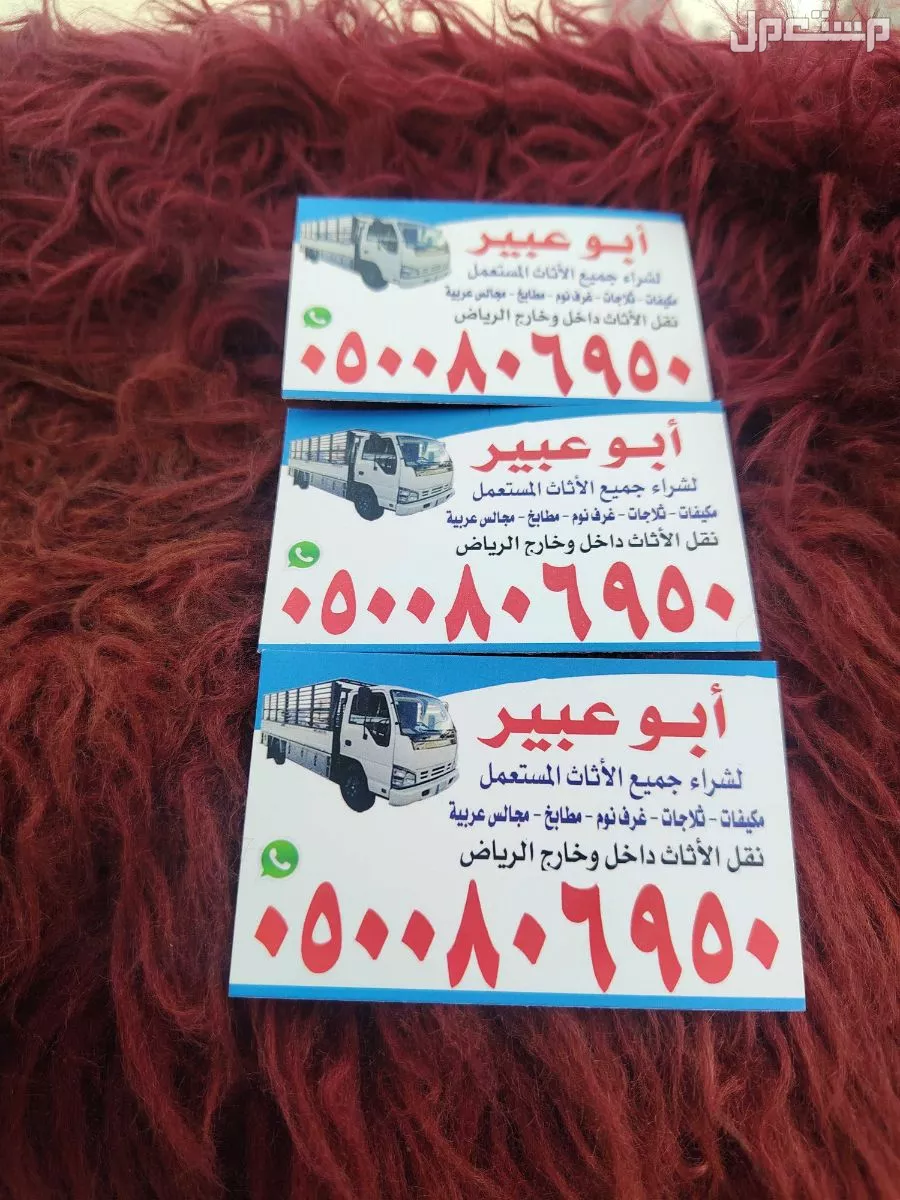 مستعمل
أبو عبير
لشراء جميع الأثاث المستعمل
مكيفات - ثلاجات - غرف نوم - مطابخ - مجالس عربية
نقل الأثاث داخل وخارج الرياض
٠٥٠٠٨٠٦٩٥٠
أبو عبير
لشراء جميع الأثاث المستعمل
مكيفات - ثلاجات - غرف نوم - مطابخ - مجالس عربية
نقل الأثاث داخل وخارج الرياض
٠٥٠٠٨٠٦٩٥٠
أبو عبير
لشراء جميع الأثاث المستعمل
مكيفات - ثلاجات - غرف نوم - مطابخ - مجالس عربية
نقل الأثاث داخل وخارج الرياض
٠٥٠٠٨٠٦٩٥٠